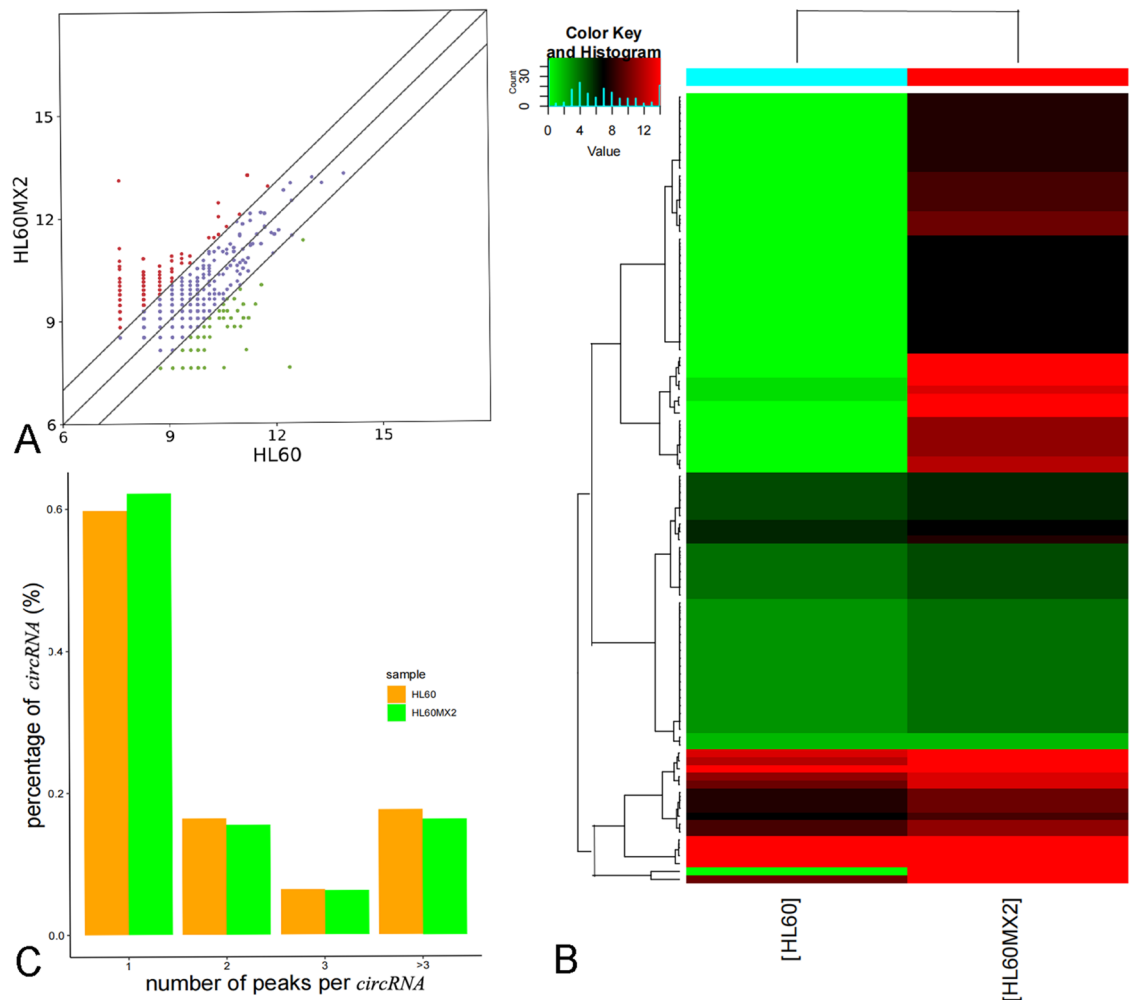 HL60MX2
15
12
9
6
6
9
12
15
HL60
A
Color Key
and Histogram
Count
0
30
0
4
8
12
Value
[HL60]
[HL60MX2]
B
percentage of circRNA (%)
0.6
0.4
0.2
0.0
sample
HL60
HL60MX2
1
2
3
>3
number of peaks per circRNA
C